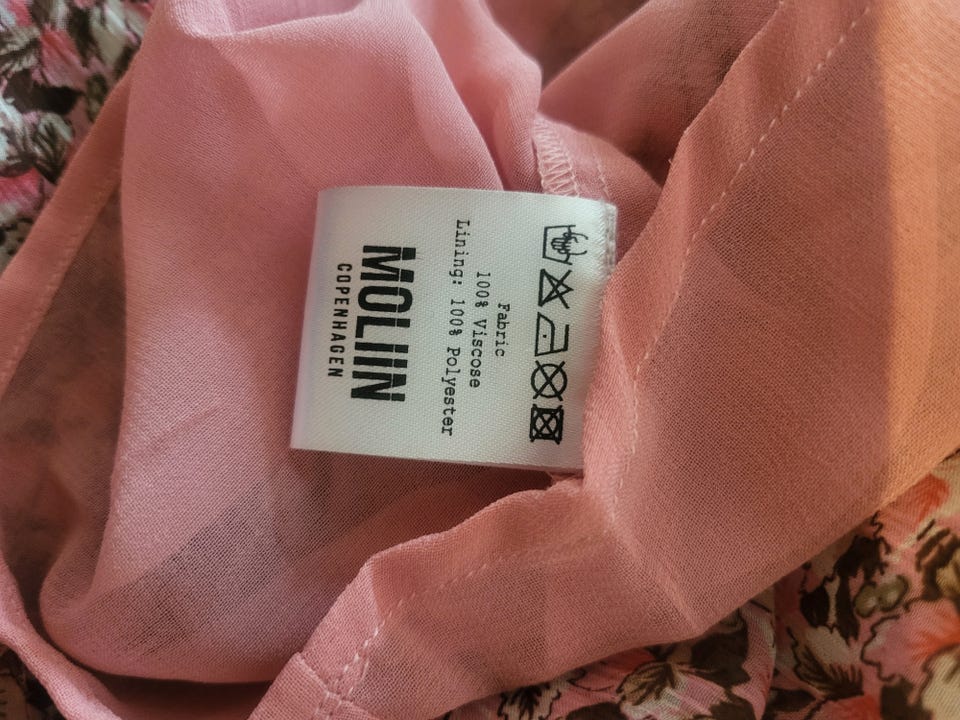 Fabric
100% Viscose
Lining: 100% Polyester
MOLIIN
COPENHAGEN